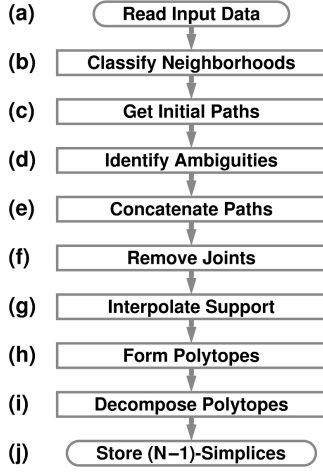 (a) Read Input Data
(b) Classify Neighborhoods
(c) Get Initial Paths
(d) Identify Ambiguities
(e) Concatenate Paths
(f) Remove Joints
(g) Interpolate Support
(h) Form Polytopes
(i) Decompose Polytopes
(j) Store (N−1)-Simplices